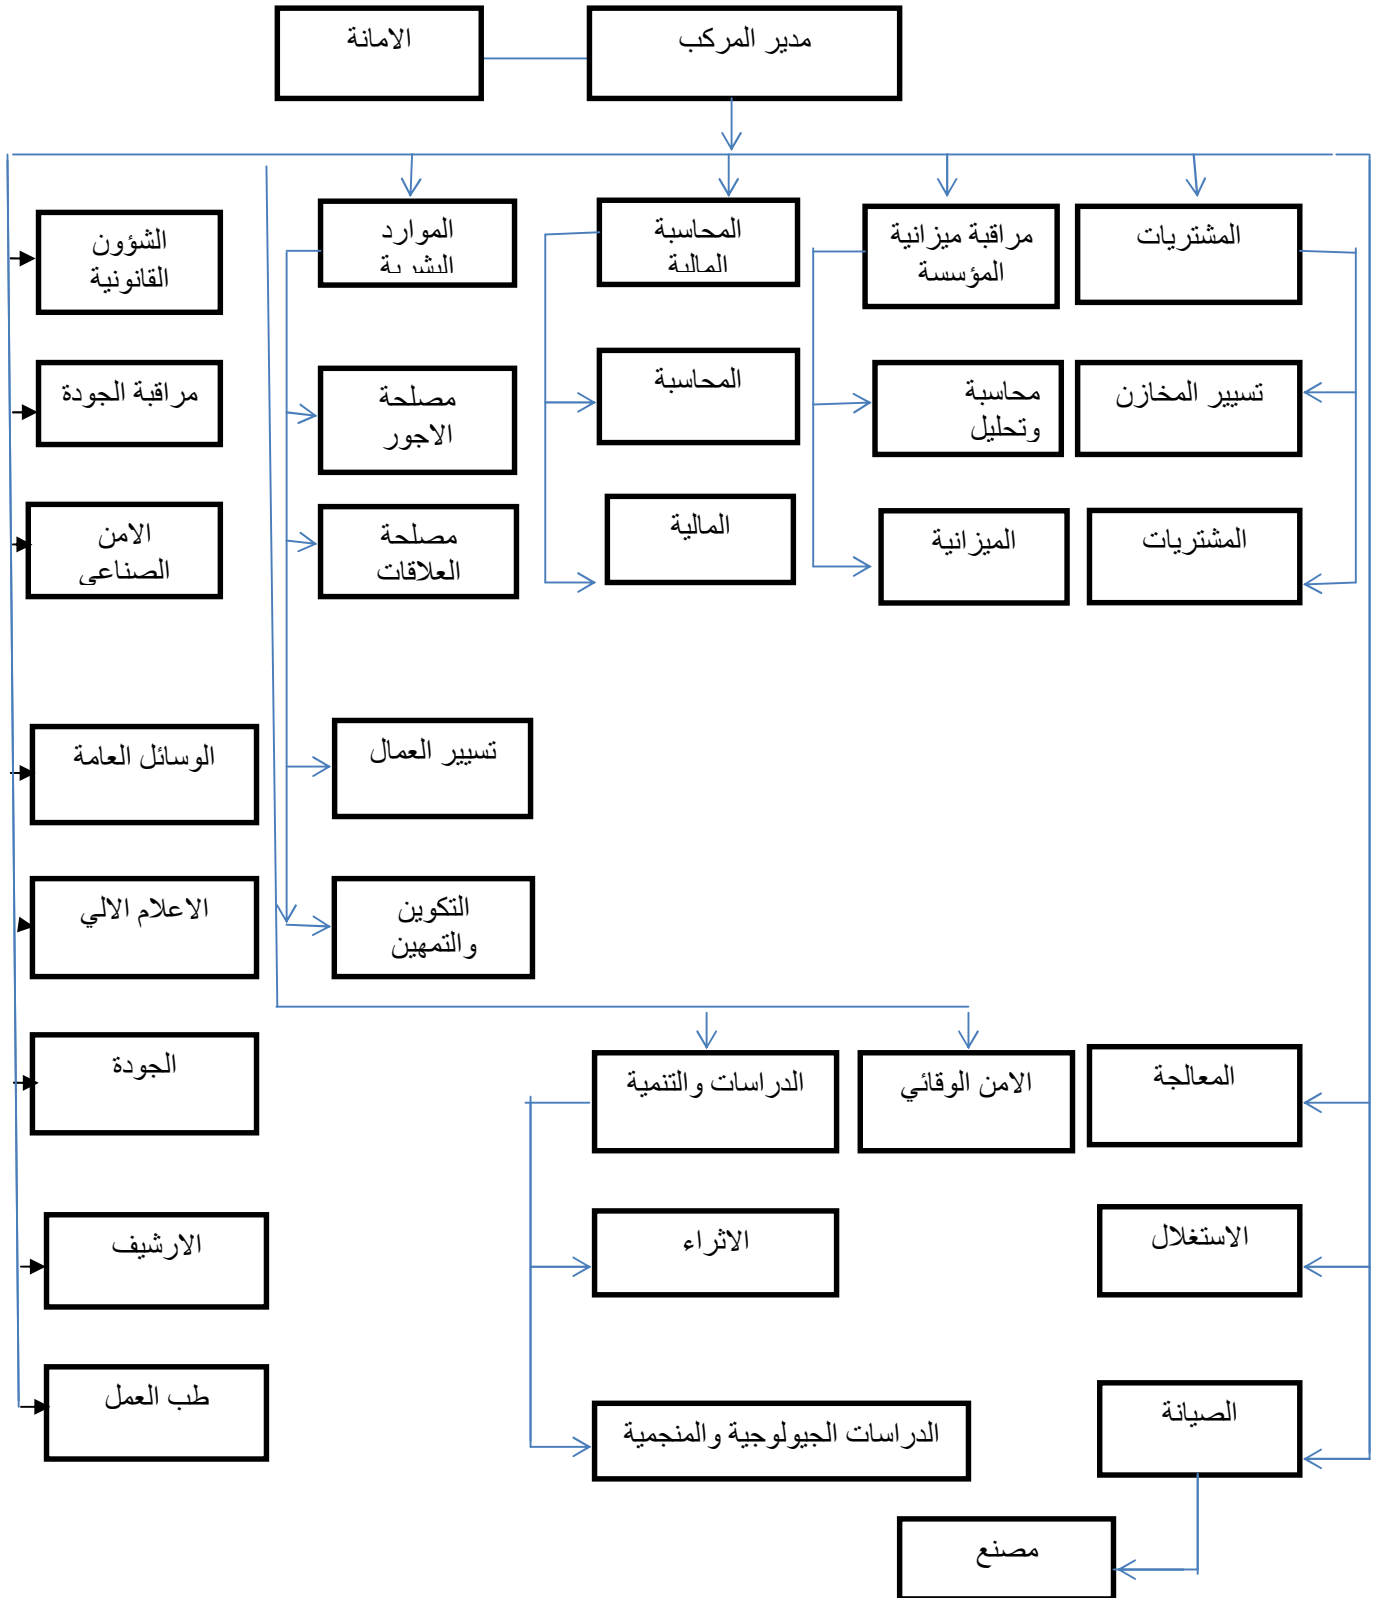 مدير المركب
الامانة
المشتريات
مراقبة ميزانية
المؤسسة
المحاسبة
المالية
الموارد
البشرية
الشؤون
القانونية
تسيير المخازن
محاسبة
وتحليل
المحاسبة
مصلحة
الاجور
مراقبة الجودة
المشتريات
الميزانية
المالية
مصلحة
العلاقات
الامن
الصناعي
تسيير العمال
الوسائل العامة
التكوين
والتمهين
الاعلام الالي
المعالجة
الامن الوقائي
الدراسات والتنمية
الجودة
الاستغلال
الاثراء
الارشيف
الصيانة
الدراسات الجيولوجية والمنجمية
طب العمل
مصنع